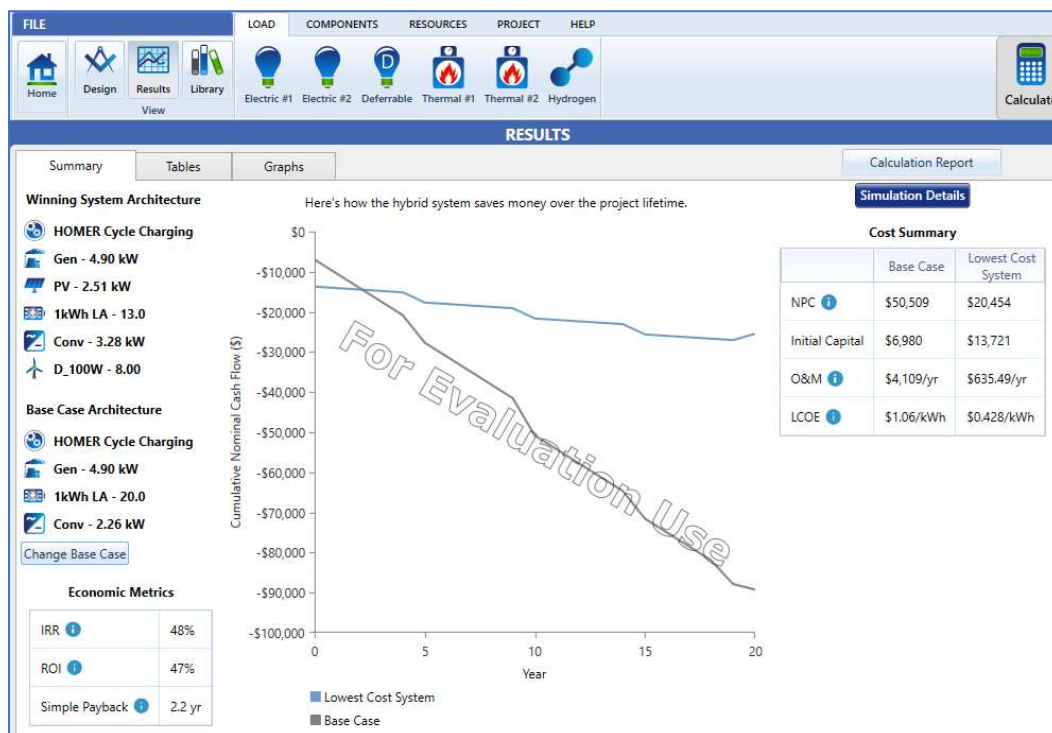 FILE
LOAD COMPONENTS RESOURCES PROJECT HELP
Home
Design Results Library
View
Electric #1 Electric #2 Deferrable Thermal #1 Thermal #2 Hydrogen
D
RESULTS
Summary Tables Graphs
Calculation Report
Simulation Details
Winning System Architecture
HOMER Cycle Charging
Gen - 4.90 kW
PV - 2.51 kW
1kWh LA - 13.0
Conv - 3.28 kW
D_100W - 8.00
Base Case Architecture
HOMER Cycle Charging
Gen - 4.90 kW
1kWh LA - 20.0
Conv - 2.26 kW
Change Base Case
Economic Metrics
IRR 48%
ROI 47%
Simple Payback 2.2 yr
Here's how the hybrid system saves money over the project lifetime.
Cumulative Nominal Cash Flow ($)
$0
-$10,000
-$20,000
-$30,000
-$40,000
-$50,000
-$60,000
-$70,000
-$80,000
-$90,000
-$100,000
0 5 10 15 20
Year
For Evaluation Use
Lowest Cost System
Base Case
Cost Summary
Base Case Lowest Cost System
NPC $50,509 $20,454
Initial Capital $6,980 $13,721
O&M $4,109/yr $635.49/yr
LCOE $1.06/kWh $0.428/kWh